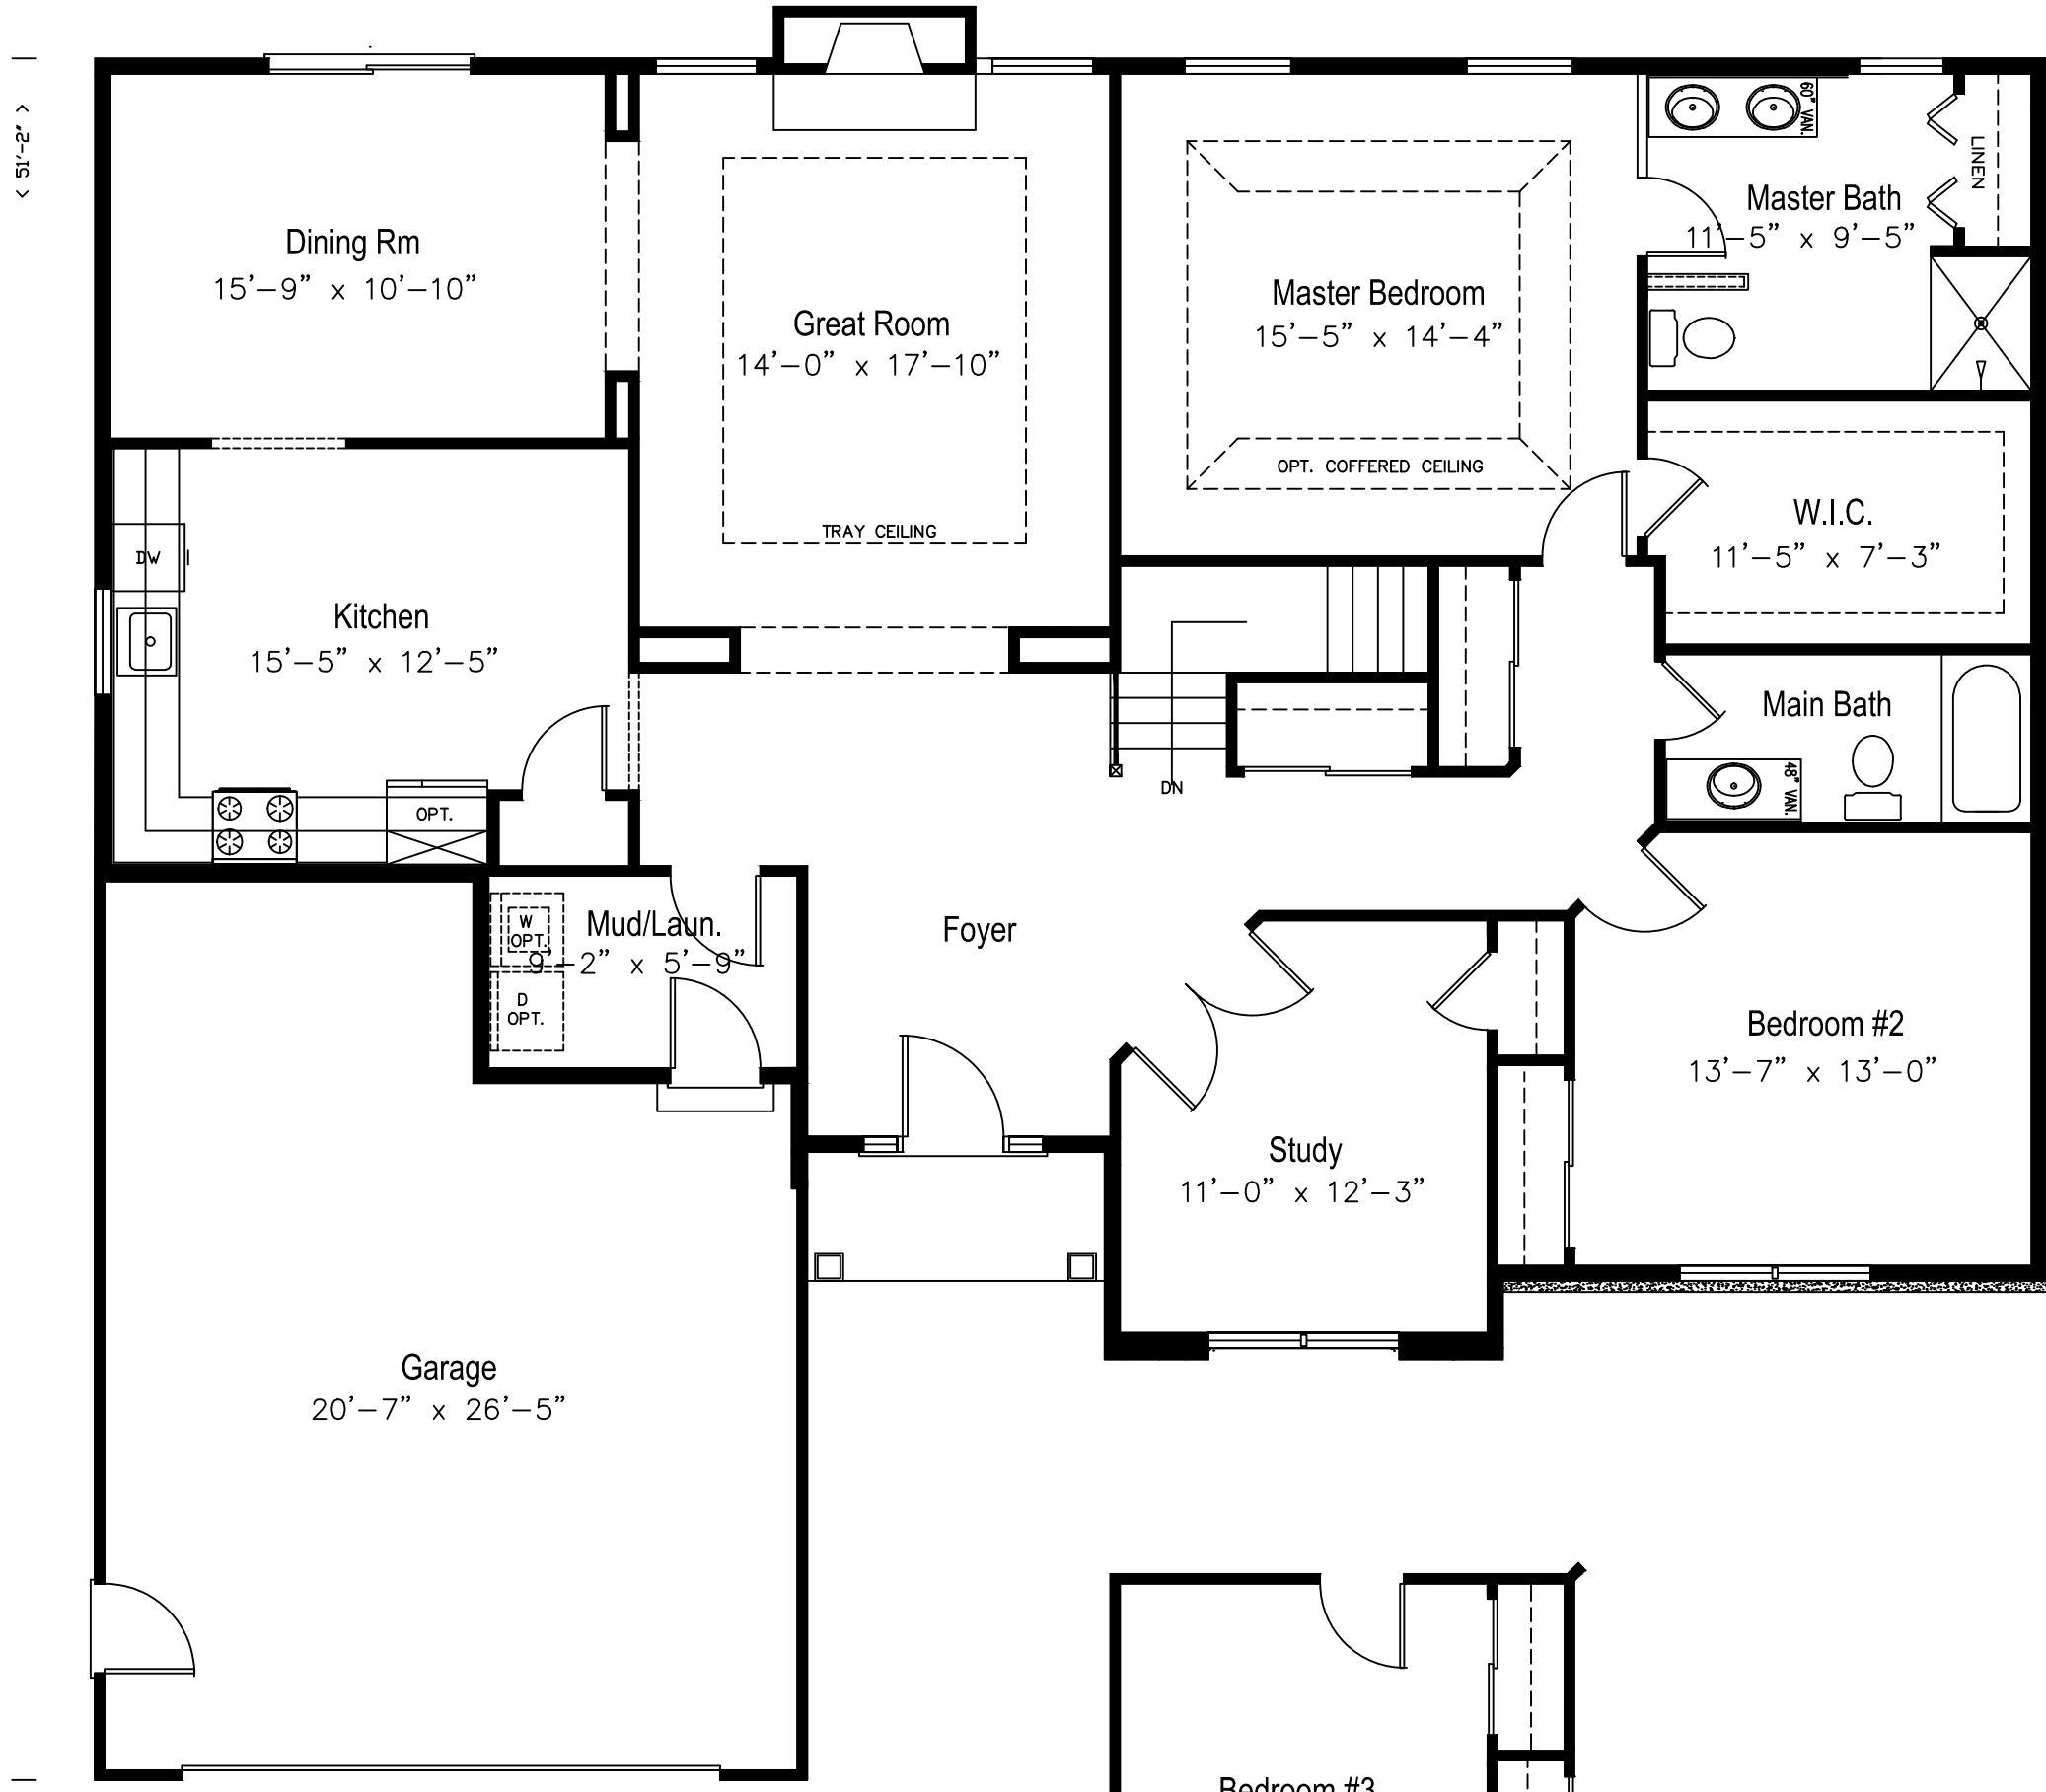 < 51'-2" >
60" VAN.
LINEN
Master Bath
11'-5" x 9'-5"
Dining Rm
15'-9" x 10'-10"
Great Room
14'-0" x 17'-10"
TRAY CEILING
Master Bedroom
15'-5" x 14'-4"
OPT. COFFERED CEILING
W.I.C.
11'-5" x 7'-3"
DW
Kitchen
15'-5" x 12'-5"
OPT.
Main Bath
48" VAN.
DN
W
OPT.
Mud/Laun.
9'-2" x 5'-9"
D
OPT.
Foyer
Bedroom #2
13'-7" x 13'-0"
Study
11'-0" x 12'-3"
Garage
20'-7" x 26'-5"
Bedroom #3